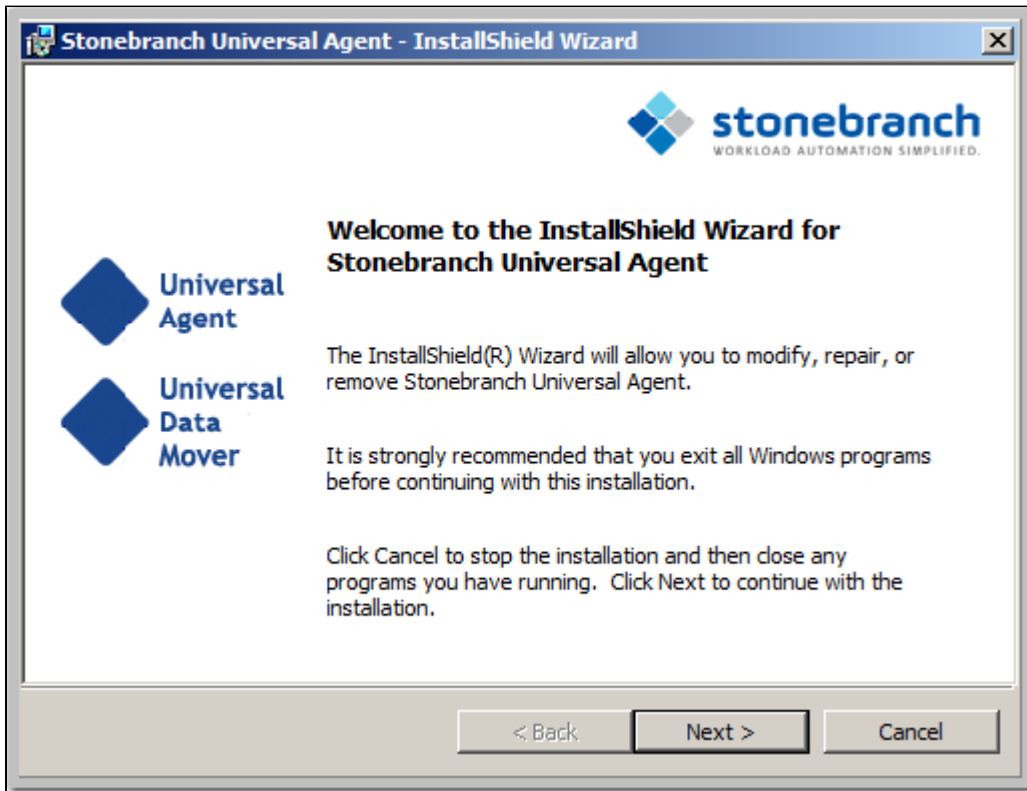 Stonebranch Universal Agent - InstallShield Wizard
stonebranch
WORKLOAD AUTOMATION SIMPLIFIED.
Welcome to the InstallShield Wizard for
Stonebranch Universal Agent
Universal
Agent
Universal
Data
Mover
The InstallShield(R) Wizard will allow you to modify, repair, or
remove Stonebranch Universal Agent.
It is strongly recommended that you exit all Windows programs
before continuing with this installation.
Click Cancel to stop the installation and then close any
programs you have running.  Click Next to continue with the
installation.
< Back
Next >
Cancel